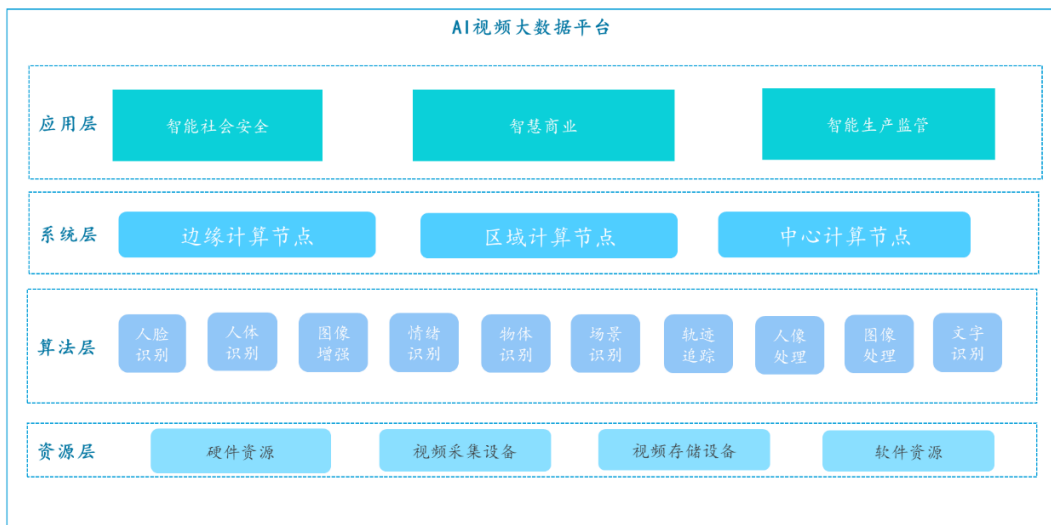 AI视频大数据平台
应用层
智能社会安全
智慧商业
智能生产监管
系统层
边缘计算节点
区域计算节点
中心计算节点
算法层
人脸
识别
人体
识别
图像
增强
情绪
识别
物体
识别
场景
识别
轨迹
追踪
人像
处理
图像
处理
文字
识别
资源层
硬件资源
视频采集设备
视频存储设备
软件资源